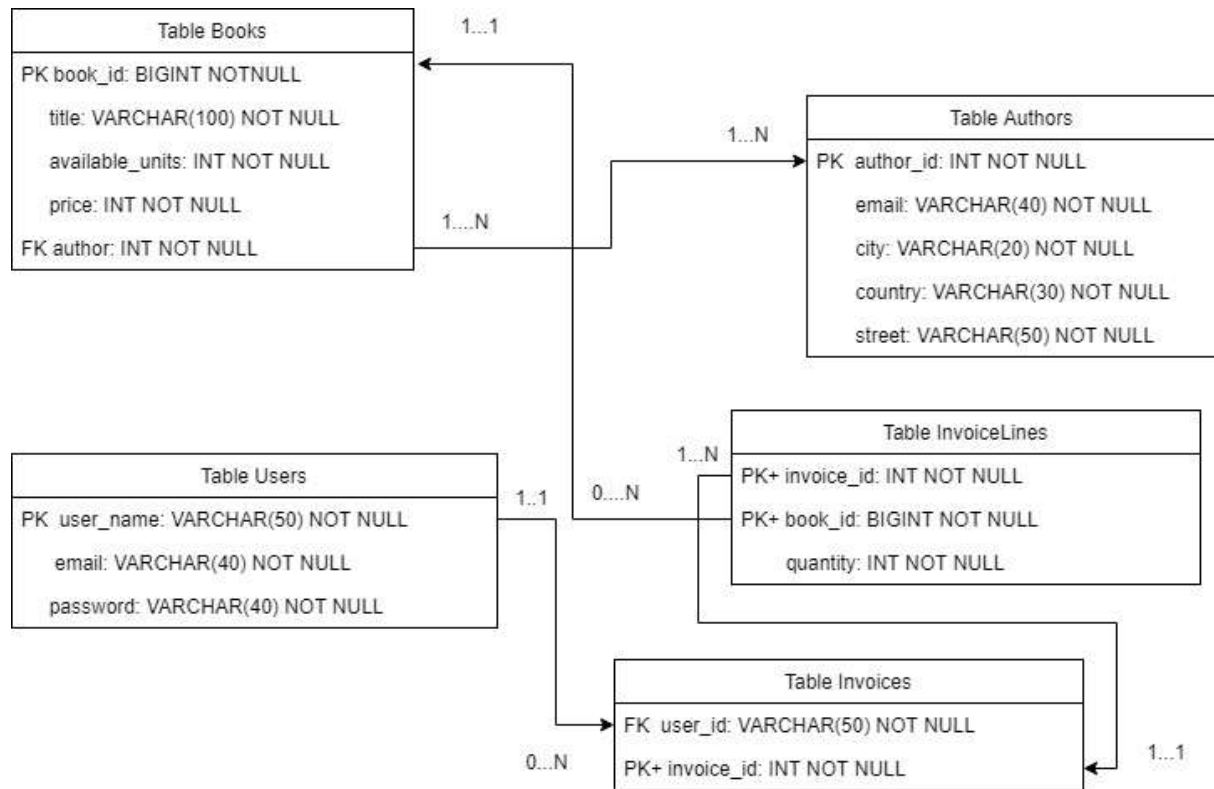 Table Books
PK book_id: BIGINT NOTNULL
title: VARCHAR(100) NOT NULL
available_units: INT NOT NULL
price: INT NOT NULL
FK author: INT NOT NULL
1...1
1....N
1...N
Table Authors
PK author_id: INT NOT NULL
email: VARCHAR(40) NOT NULL
city: VARCHAR(20) NOT NULL
country: VARCHAR(30) NOT NULL
street: VARCHAR(50) NOT NULL
Table Users
PK user_name: VARCHAR(50) NOT NULL
email: VARCHAR(40) NOT NULL
password: VARCHAR(40) NOT NULL
1..1
0....N
1...N
Table InvoiceLines
PK+ invoice_id: INT NOT NULL
PK+ book_id: BIGINT NOT NULL
quantity: INT NOT NULL
0...N
Table Invoices
FK user_id: VARCHAR(50) NOT NULL
PK+ invoice_id: INT NOT NULL
1...1